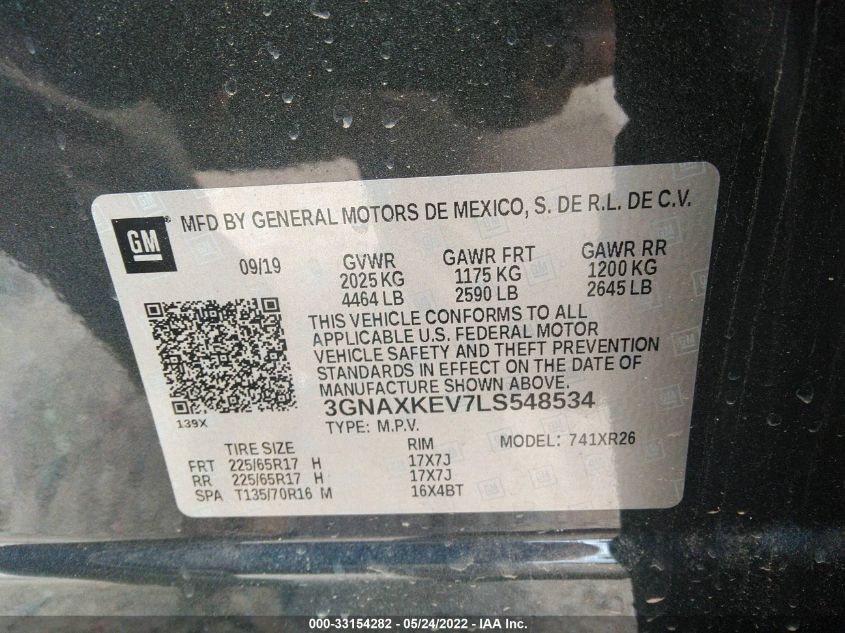 GM
MFD BY GENERAL MOTORS DE MEXICO, S. DE R.L. DE C.V.
09/19
GVWR GAWR FRT GAWR RR
2025 KG 1175 KG 1200 KG
4464 LB 2590 LB 2645 LB
THIS VEHICLE CONFORMS TO ALL
APPLICABLE U.S. FEDERAL MOTOR
VEHICLE SAFETY AND THEFT PREVENTION
STANDARDS IN EFFECT ON THE DATE OF
MANUFACTURE SHOWN ABOVE.
139X
3GNAXKEV7LS548534
TYPE: M.P.V. MODEL: 741XR26
TIRE SIZE RIM
FRT 225/65R17 H 17X7J
RR 225/65R17 H 17X7J
SPA T135/70R16 M 16X4BT
000-33154282 - 05/24/2022 - IAA Inc.